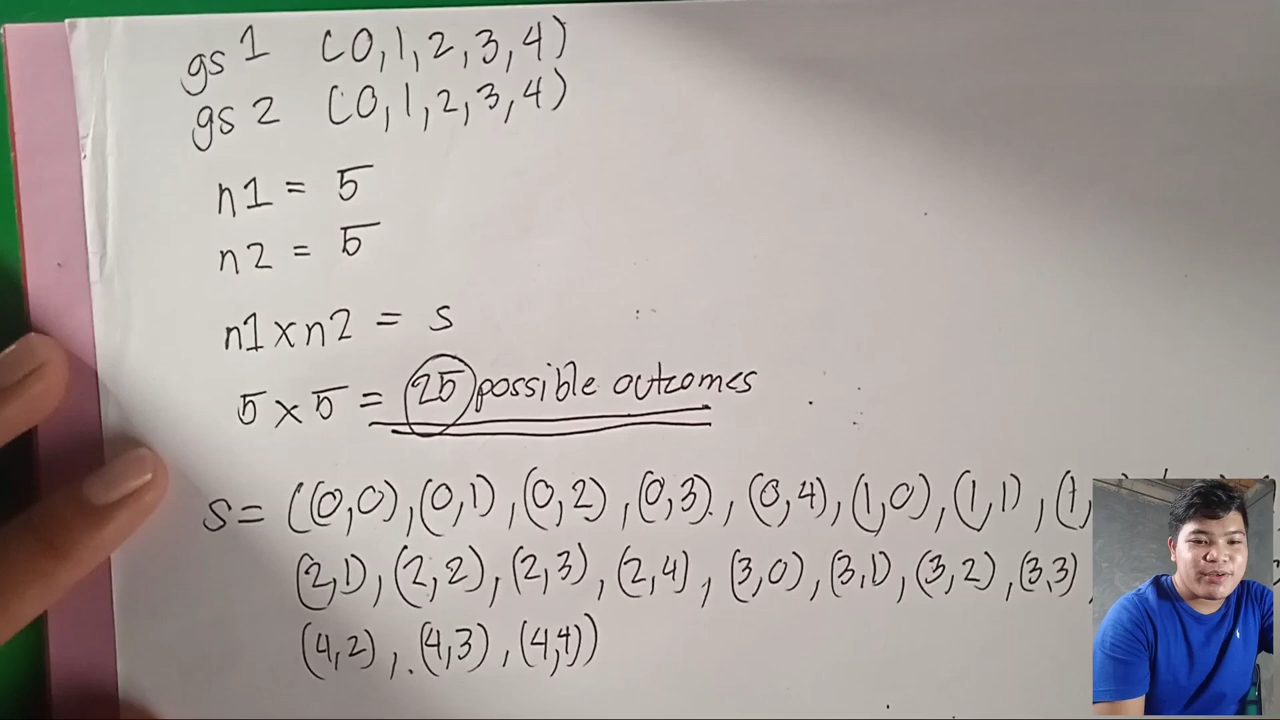 gs 1 (0,1,2,3,4)
gs 2 (0,1,2,3,4)
n1 = 5
n2 = 5
n1 x n2 = s
5 x 5 = 25 possible outcomes
s = ((0,0), (0,1), (0,2), (0,3), (0,4), (1,0), (1,1), (1,
(2,1), (2,2), (2,3), (2,4), (3,0), (3,1), (3,2), (3,3)
(4,2), (4,3), (4,4))